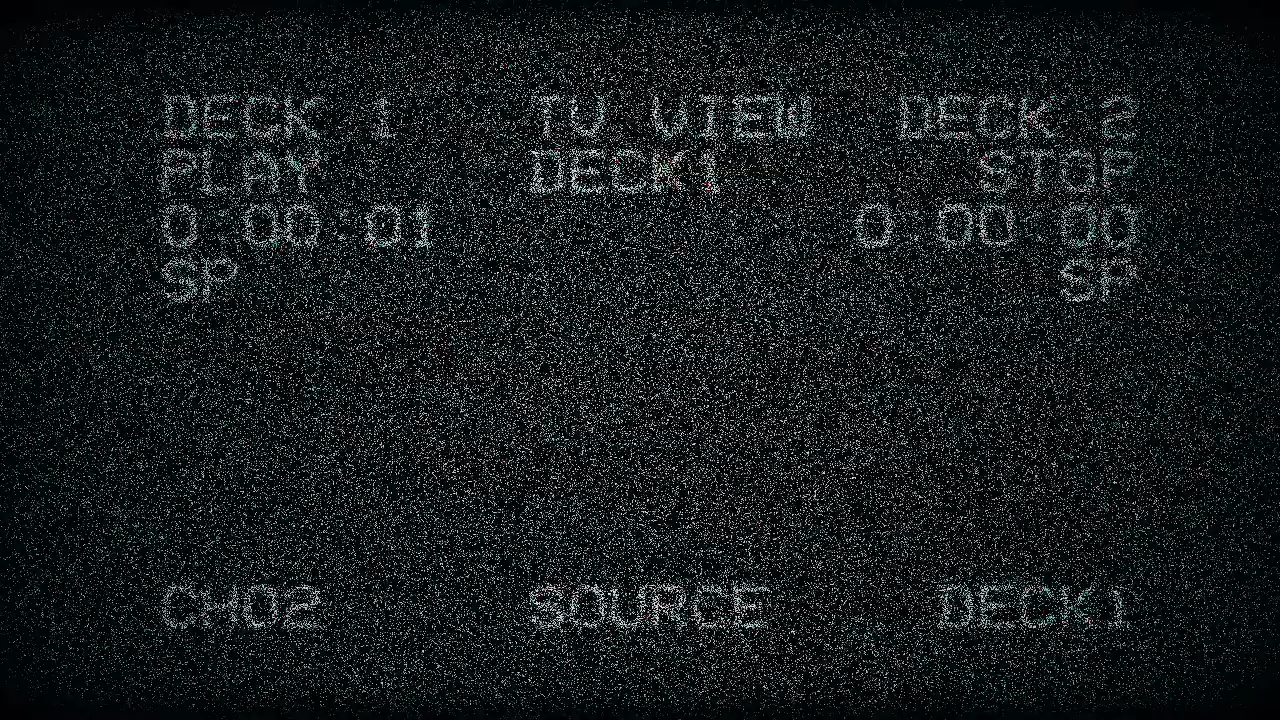 DECK 1 TV VIEW DECK 2
PLAY DECK1 STOP
0:00:01 0:00:00
SP SP
CH02 SOURCE DECK1